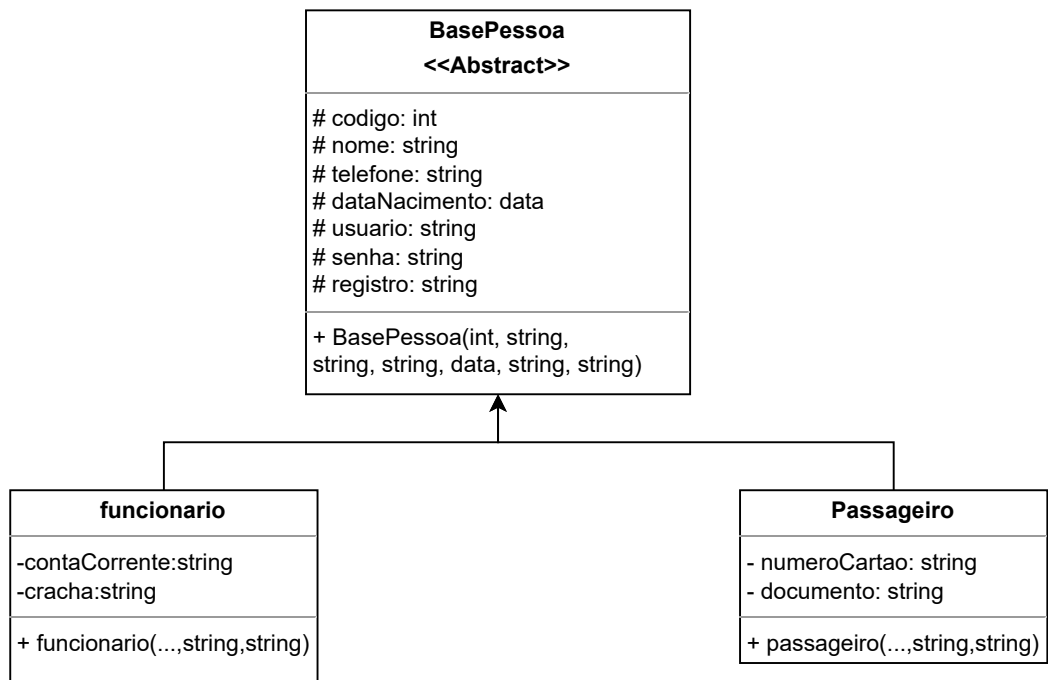 BasePessoa
<<Abstract>>
# codigo: int
# nome: string
# telefone: string
# dataNacimento: data
# usuario: string
# senha: string
# registro: string
+ BasePessoa(int, string,
string, string, data, string, string)
funcionario
-contaCorrente:string
-cracha:string
+ funcionario(...,string,string)
Passageiro
- numeroCartao: string
- documento: string
+ passageiro(...,string,string)